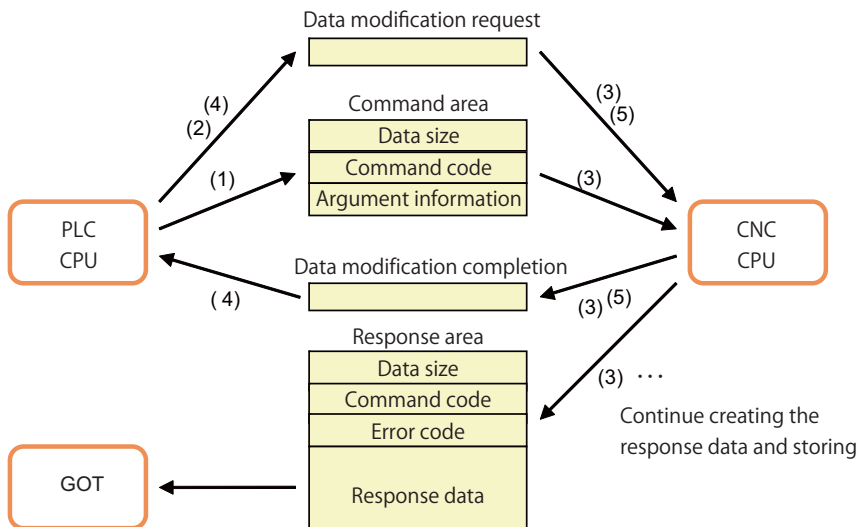 Data modification request
(4)
(2)
(3)
(5)
Command area
Data size
(1)
Command code
(3)
Argument information
PLC
CPU
CNC
CPU
Data modification completion
( 4)
(3) (5)
Response area
Data size
(3) ...
Command code
Error code
Continue creating the
response data and storing
GOT
Response data